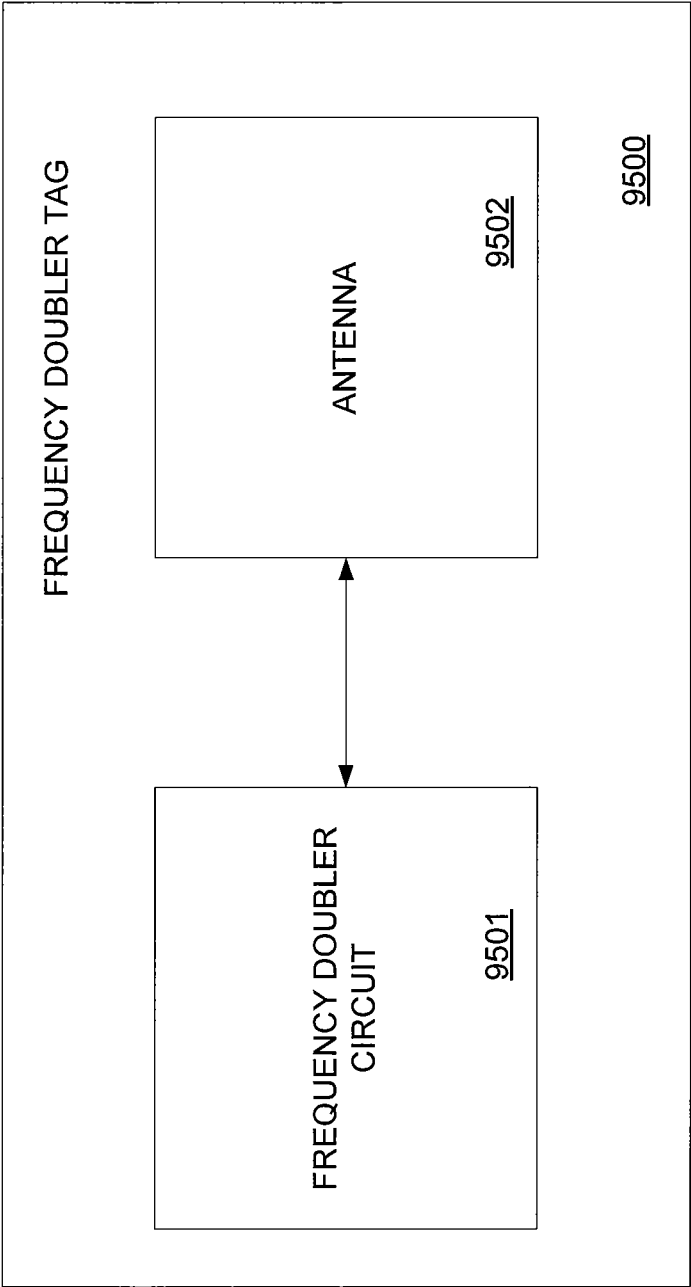 FREQUENCY DOUBLER TAG
FREQUENCY DOUBLER
CIRCUIT
9501
ANTENNA
9502
9500